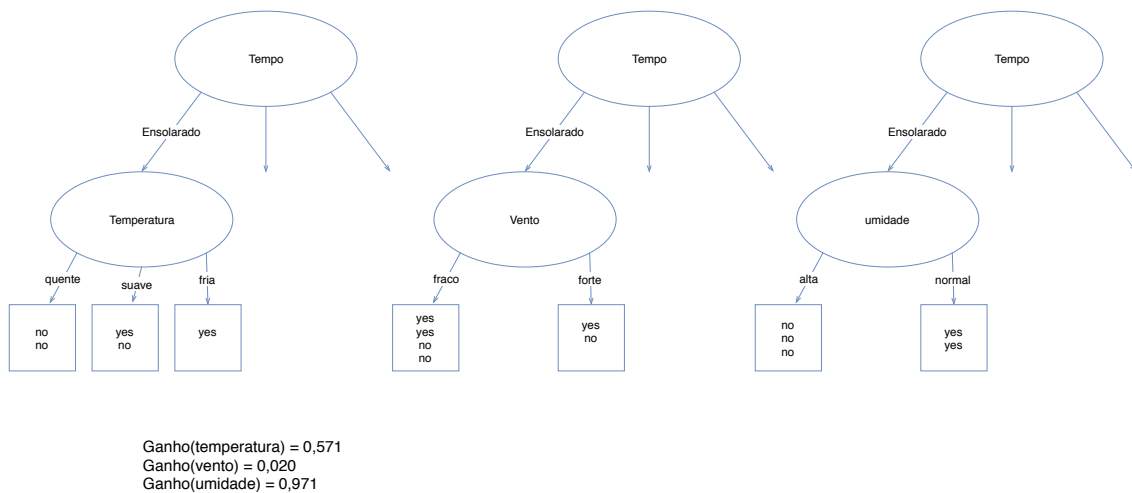 Tempo
Tempo
Tempo
Ensolarado
Ensolarado
Ensolarado
Temperatura
Vento
umidade
quente
suave
fria
fraco
forte
alta
normal
no
no
yes
no
yes
yes
yes
no
no
yes
no
no
no
no
yes
yes
Ganho(temperatura) = 0,571
Ganho(vento) = 0,020
Ganho(umidade) = 0,971